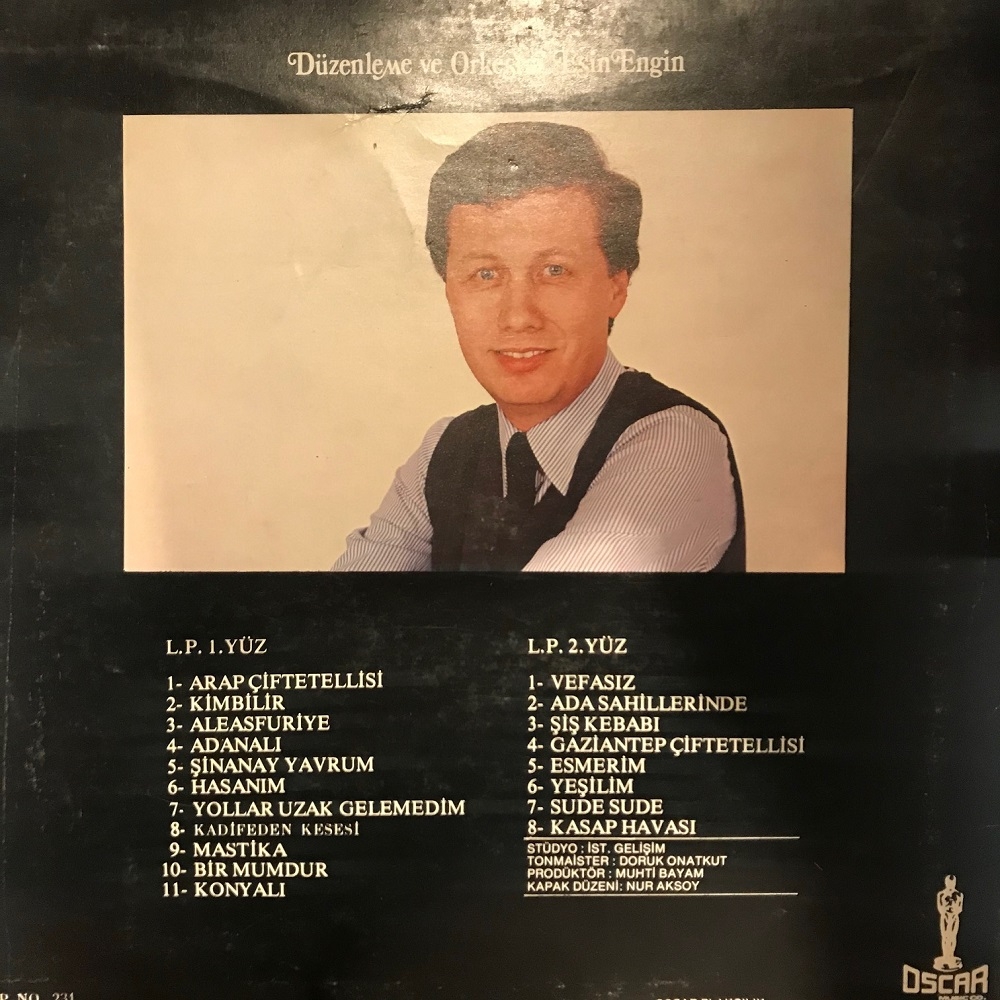 Düzenleme ve Orkestra Esin Engin
L.P. 1.YÜZ
1- ARAP ÇİFTETELLİSİ
2- KİMBİLİR
3- ALEASFURİYE
4- ADANALI
5- ŞİNANAY YAVRUM
6- HASANIM
7- YOLLAR UZAK GELEMEDİM
8- KADİFEDEN KESESİ
9- MASTİKA
10- BİR MUMDUR
11- KONYALI
L.P. 2.YÜZ
1- VEFASIZ
2- ADA SAHİLLERİNDE
3- ŞİŞ KEBABI
4- GAZİANTEP ÇİFTETELLİSİ
5- ESMERİM
6- YEŞİLİM
7- SUDE SUDE
8- KASAP HAVASI
STÜDYO : İST. GELİŞİM
TONMAİSTER : DORUK ONATKUT
PRODÜKTÖR : MUHTİ BAYAM
KAPAK DÜZENİ: NUR AKSOY
OSCAR
MUSIC CO.
P. NO. 231